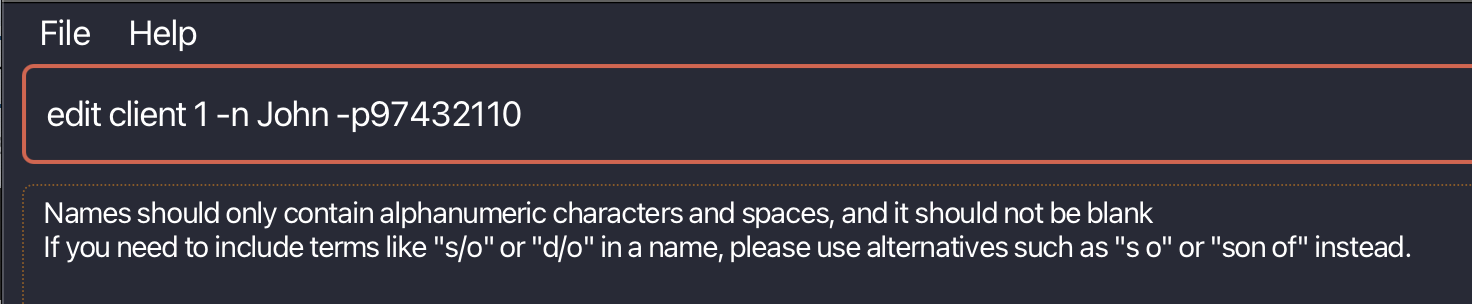 File Help
edit client 1 -n John -p97432110
Names should only contain alphanumeric characters and spaces, and it should not be blank
If you need to include terms like "s/o" or "d/o" in a name, please use alternatives such as "s o" or "son of" instead.